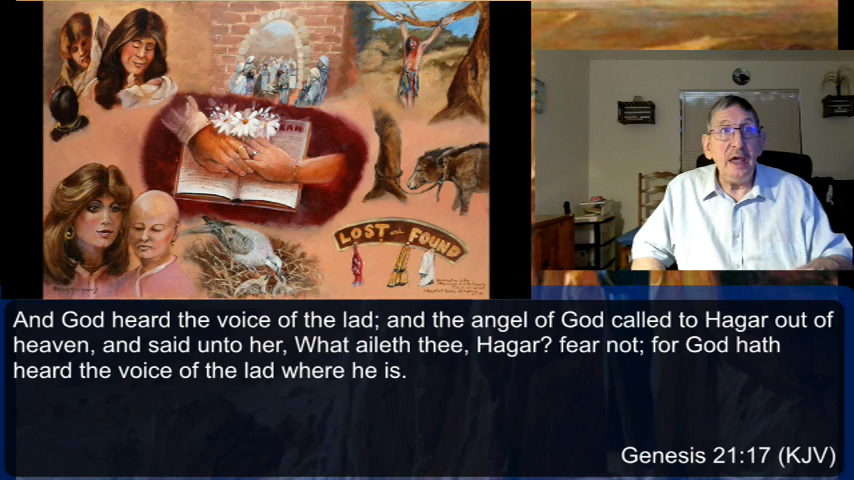 LOST and FOUND
And God heard the voice of the lad; and the angel of God called to Hagar out of
heaven, and said unto her, What aileth thee, Hagar? fear not; for God hath
heard the voice of the lad where he is.
Genesis 21:17 (KJV)